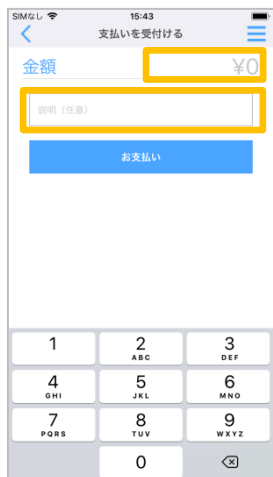 SIMなし 15:43
支払いを受付ける
金額 ¥0
説明（任意）
お支払い
1 2 3
ABC DEF
4 5 6
GHI JKL MNO
7 8 9
PQRS TUV WXYZ
0